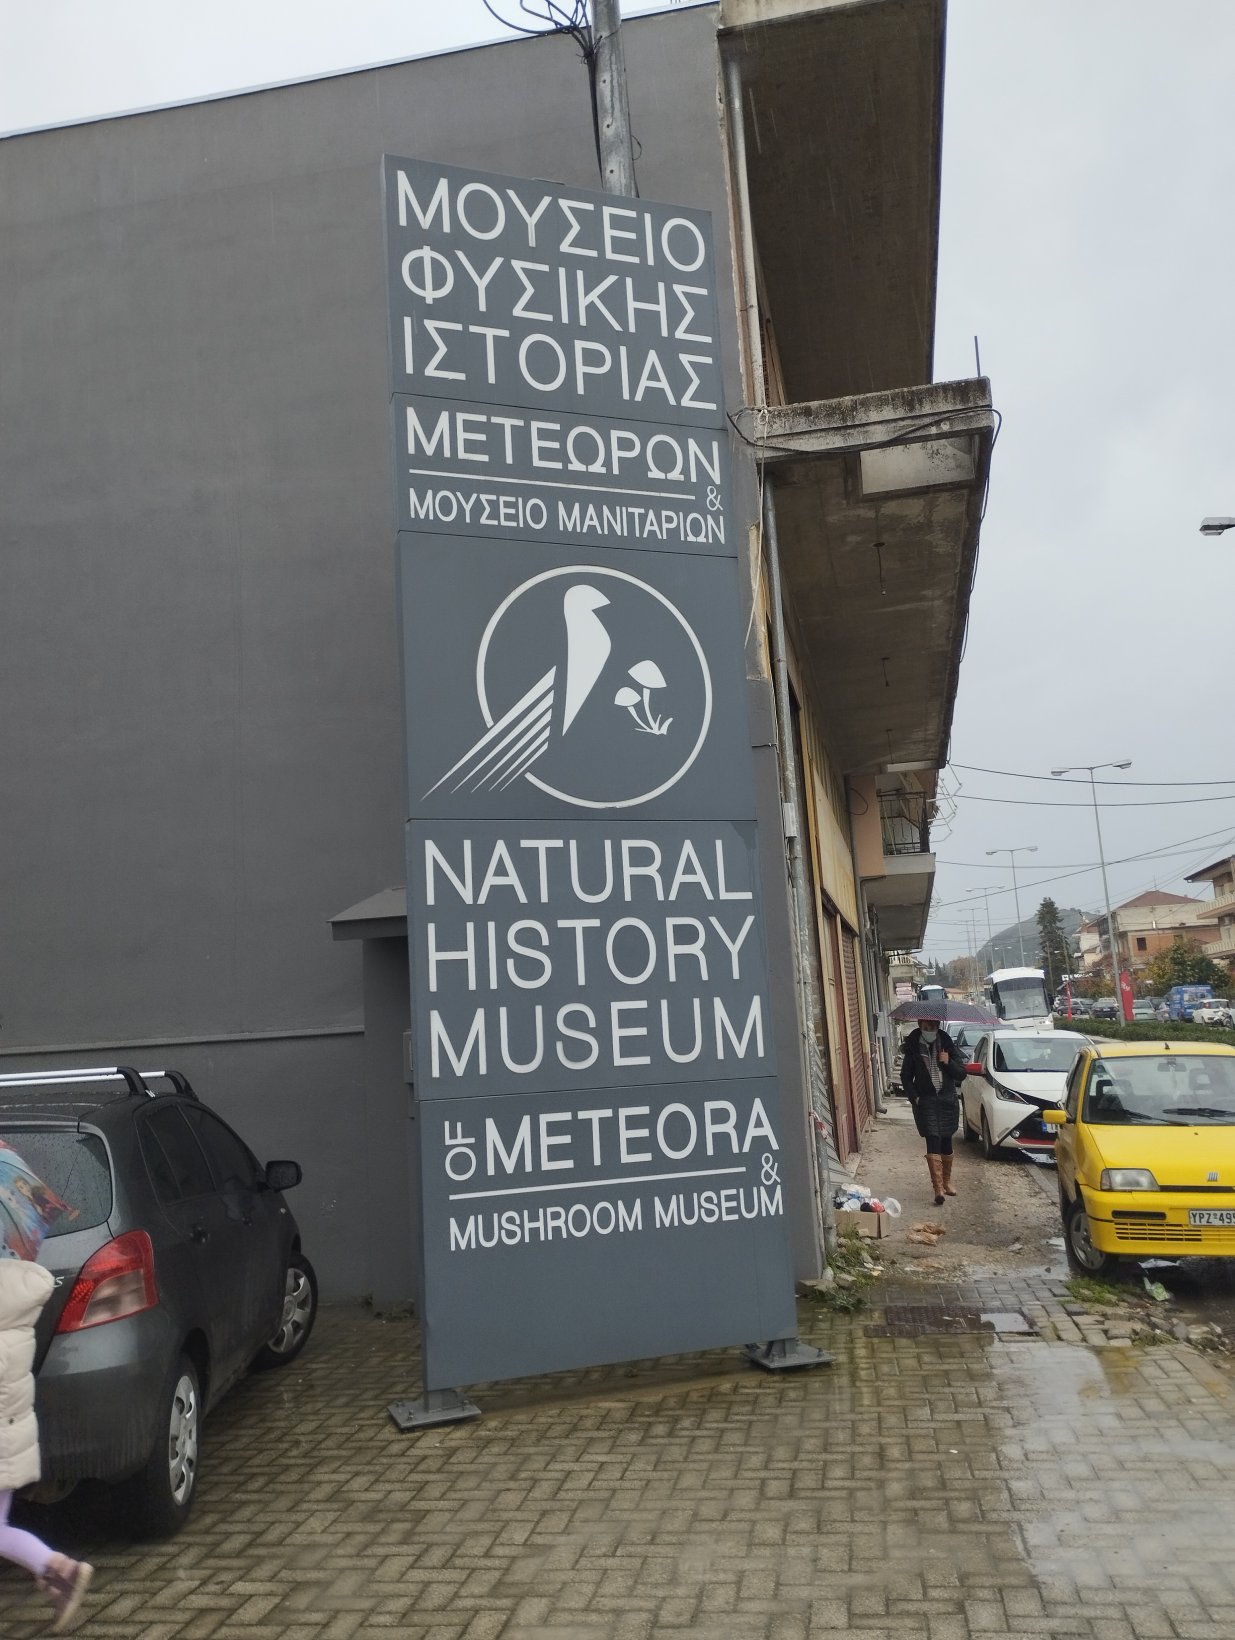 ΜΟΥΣΕΙΟ
ΦΥΣΙΚΗΣ
ΙΣΤΟΡΙΑΣ
ΜΕΤΕΩΡΩΝ
&
ΜΟΥΣΕΙΟ ΜΑΝΙΤΑΡΙΩΝ
NATURAL
HISTORY
MUSEUM
OF METEORA
&
MUSHROOM MUSEUM